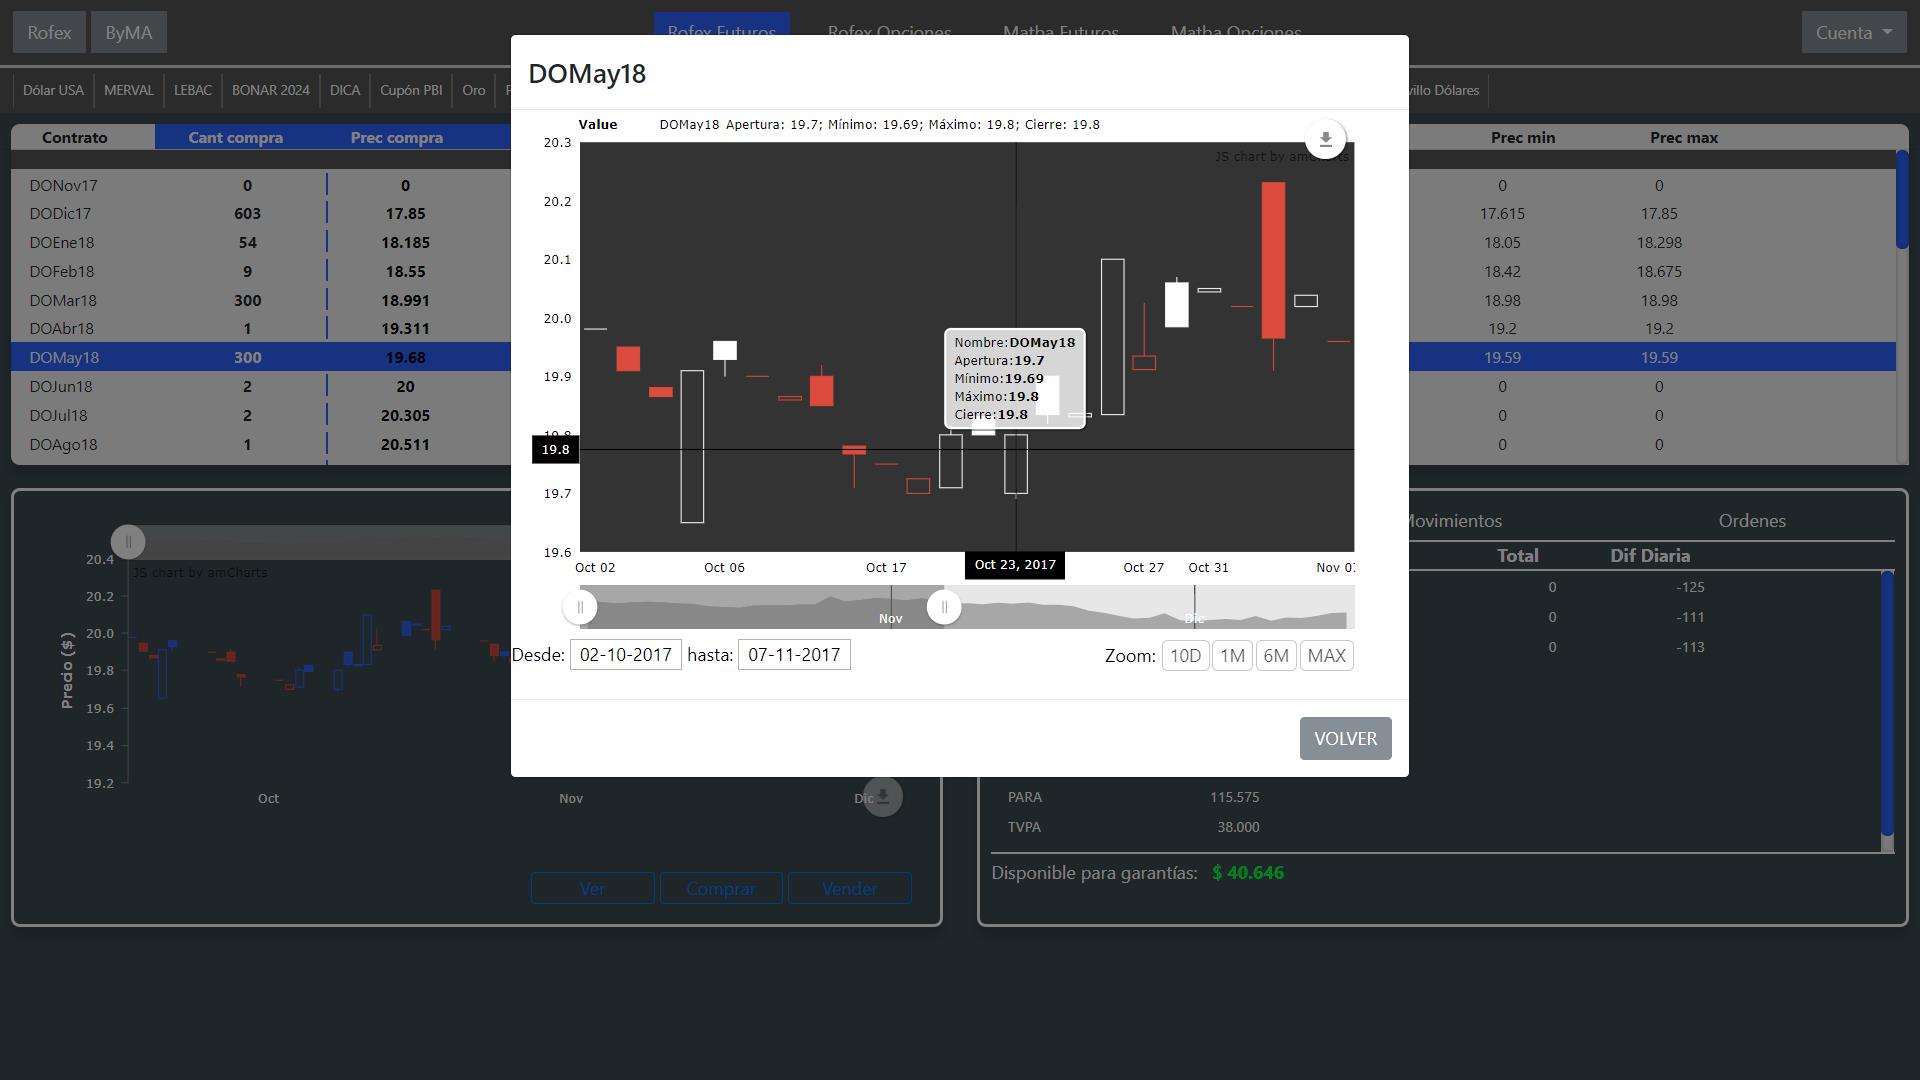 Rofex ByMA Rofex Futuros Rofex Opciones Matba Futuros Matba Opciones Cuenta
Dólar USA MERVAL LEBAC BONAR 2024 DICA Cupón PBI Oro villo Dólares
Contrato Cant compra Prec compra Prec min Prec max
DONov17 0 0 0 0
DODic17 603 17.85 17.615 17.85
DOEne18 54 18.185 18.05 18.298
DOFeb18 9 18.55 18.42 18.675
DOMar18 300 18.991 18.98 18.98
DOAbr18 1 19.311 19.2 19.2
DOMay18 300 19.68 19.59 19.59
DOJun18 2 20 0 0
DOJul18 2 20.305 0 0
DOAgo18 1 20.511 0 0
DOMay18
Value DOMay18 Apertura: 19.7; Mínimo: 19.69; Máximo: 19.8; Cierre: 19.8
JS chart by amCharts
20.3
20.2
20.1
20.0
19.9
19.8
19.8
19.7
19.6
Nombre:DOMay18
Apertura:19.7
Mínimo:19.69
Máximo:19.8
Cierre:19.8
Oct 02 Oct 06 Oct 17 Oct 23, 2017 Oct 27 Oct 31 Nov 07
Nov Dic
Desde: 02-10-2017 hasta: 07-11-2017 Zoom: 10D 1M 6M MAX
VOLVER
JS chart by amCharts
Precio ($)
20.4
20.2
20.0
19.8
19.6
19.4
19.2
Oct Nov Dic
Ver Comprar Vender
Movimientos Ordenes
Total Dif Diaria
0 -125
0 -111
0 -113
PARA 115.575
TVPA 38.000
Disponible para garantías: $ 40.646